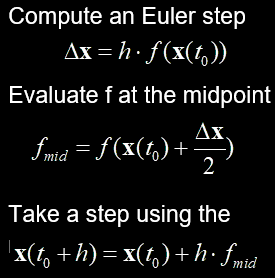 Compute an Euler step
Δx = h · f(x(t₀))
Evaluate f at the midpoint
f_mid = f(x(t₀) + Δx/2)
Take a step using the
x(t₀ + h) = x(t₀) + h · f_mid